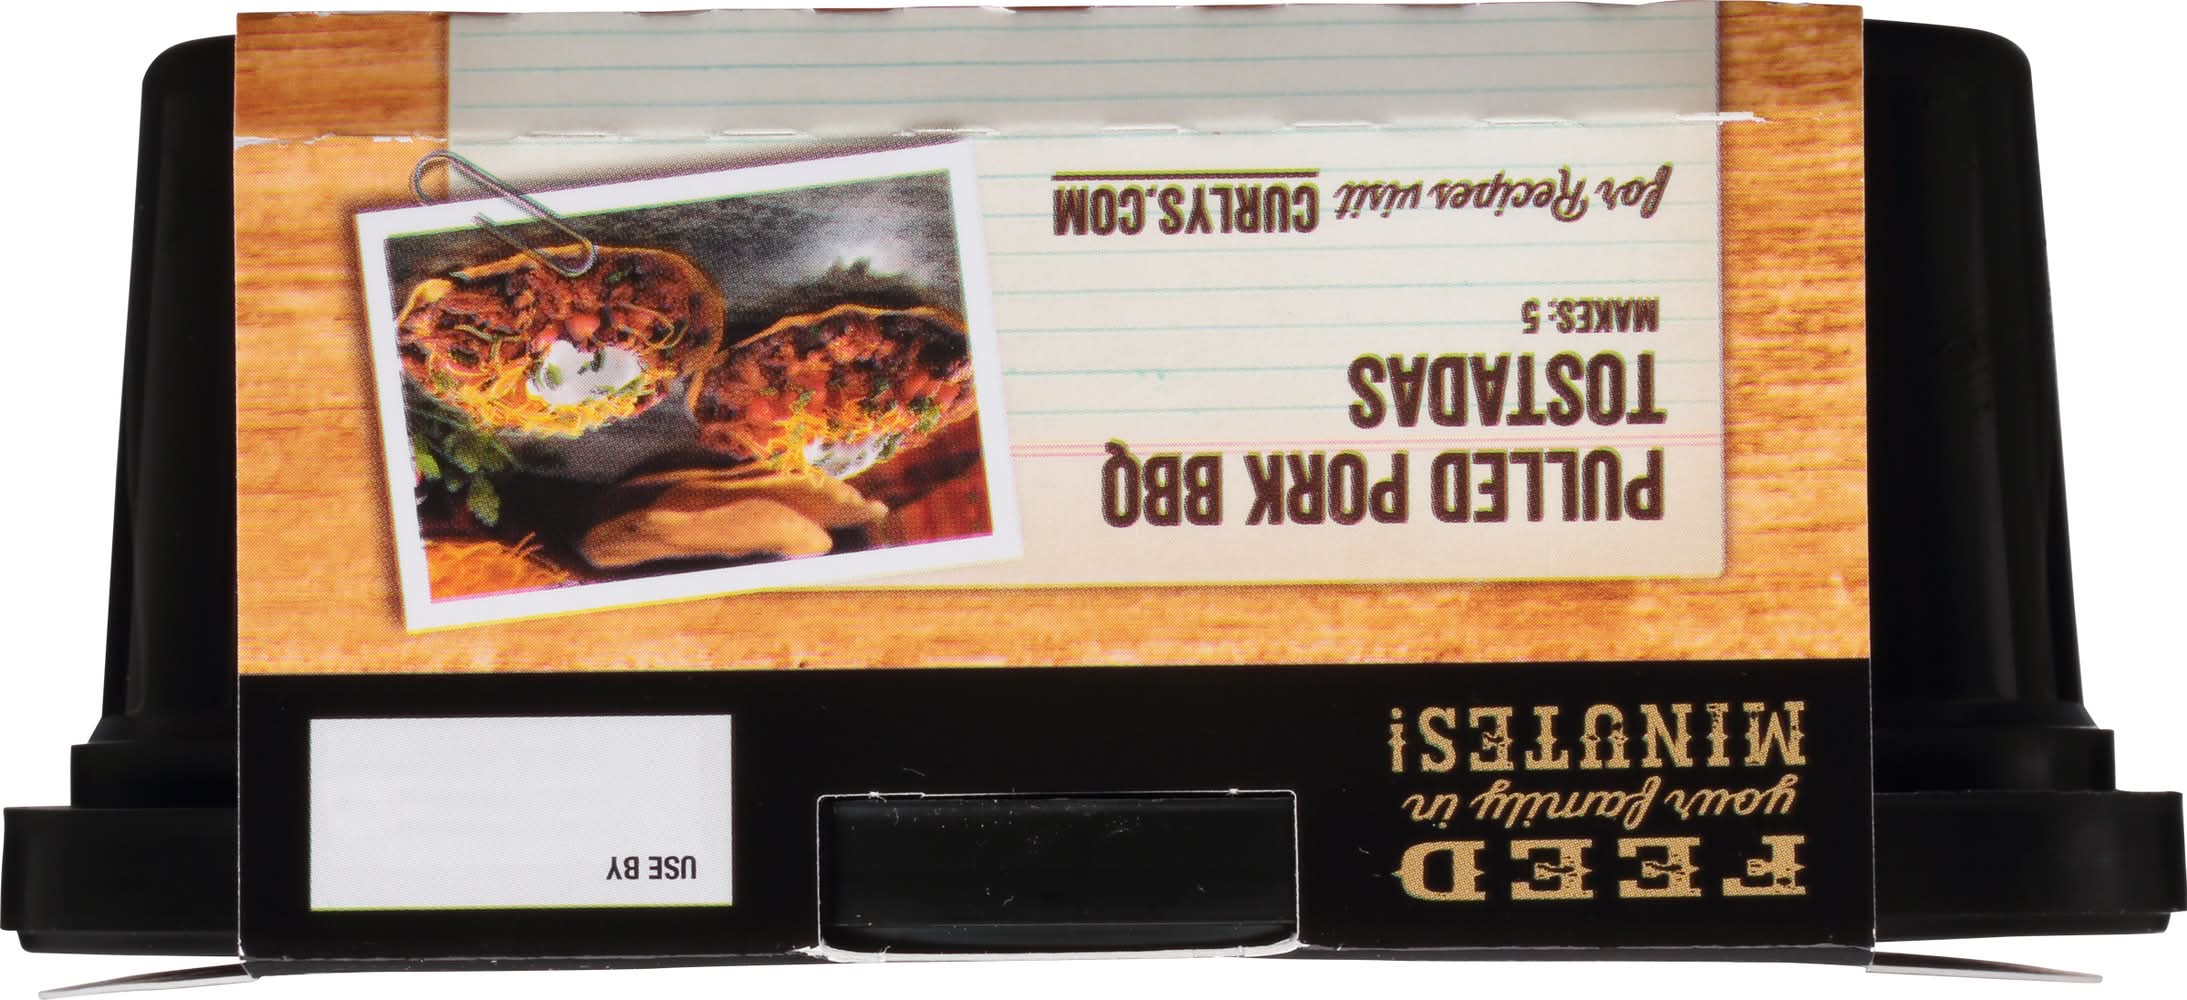 FEED
your family in
MINUTES!
USE BY
PULLED PORK BBQ
TOSTADAS
MAKES: 5
for Recipes visit CURLYS.COM